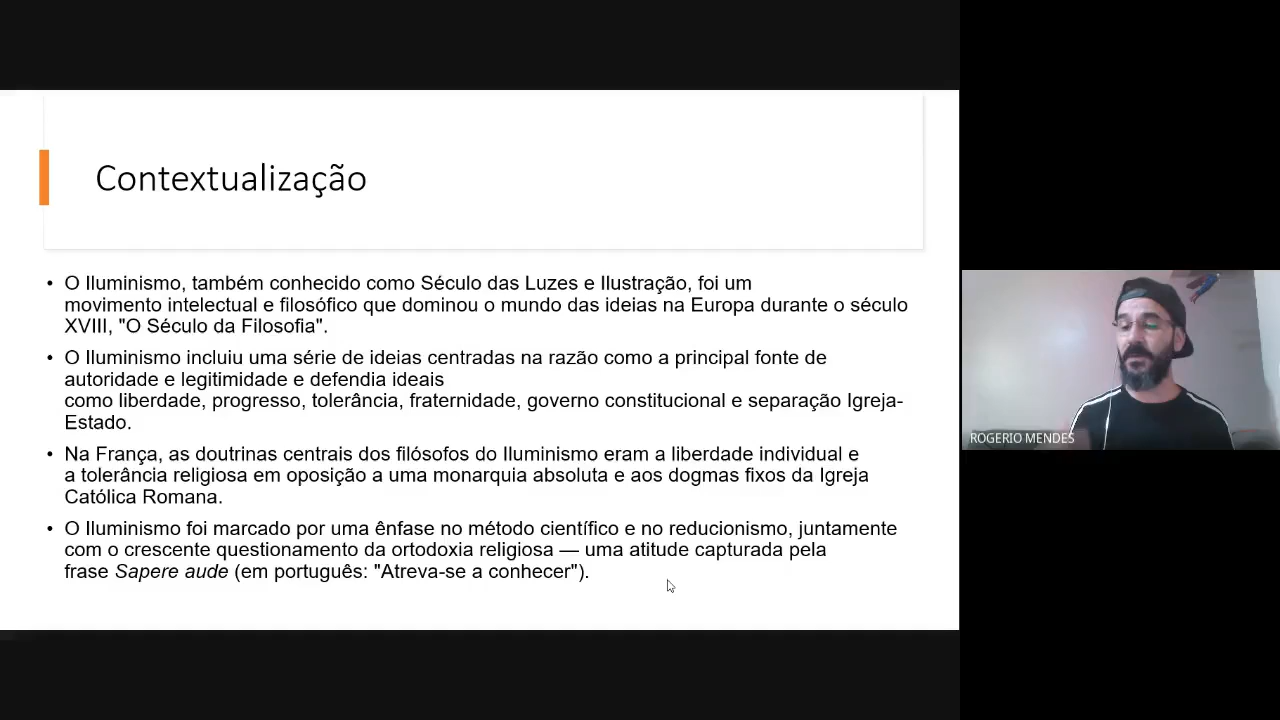 Contextualização
• O Iluminismo, também conhecido como Século das Luzes e Ilustração, foi um
movimento intelectual e filosófico que dominou o mundo das ideias na Europa durante o século
XVIII, "O Século da Filosofia".
• O Iluminismo incluiu uma série de ideias centradas na razão como a principal fonte de
autoridade e legitimidade e defendia ideais
como liberdade, progresso, tolerância, fraternidade, governo constitucional e separação Igreja-
Estado.
• Na França, as doutrinas centrais dos filósofos do Iluminismo eram a liberdade individual e
a tolerância religiosa em oposição a uma monarquia absoluta e aos dogmas fixos da Igreja
Católica Romana.
• O Iluminismo foi marcado por uma ênfase no método científico e no reducionismo, juntamente
com o crescente questionamento da ortodoxia religiosa — uma atitude capturada pela
frase Sapere aude (em português: "Atreva-se a conhecer").
ROGERIO MENDES